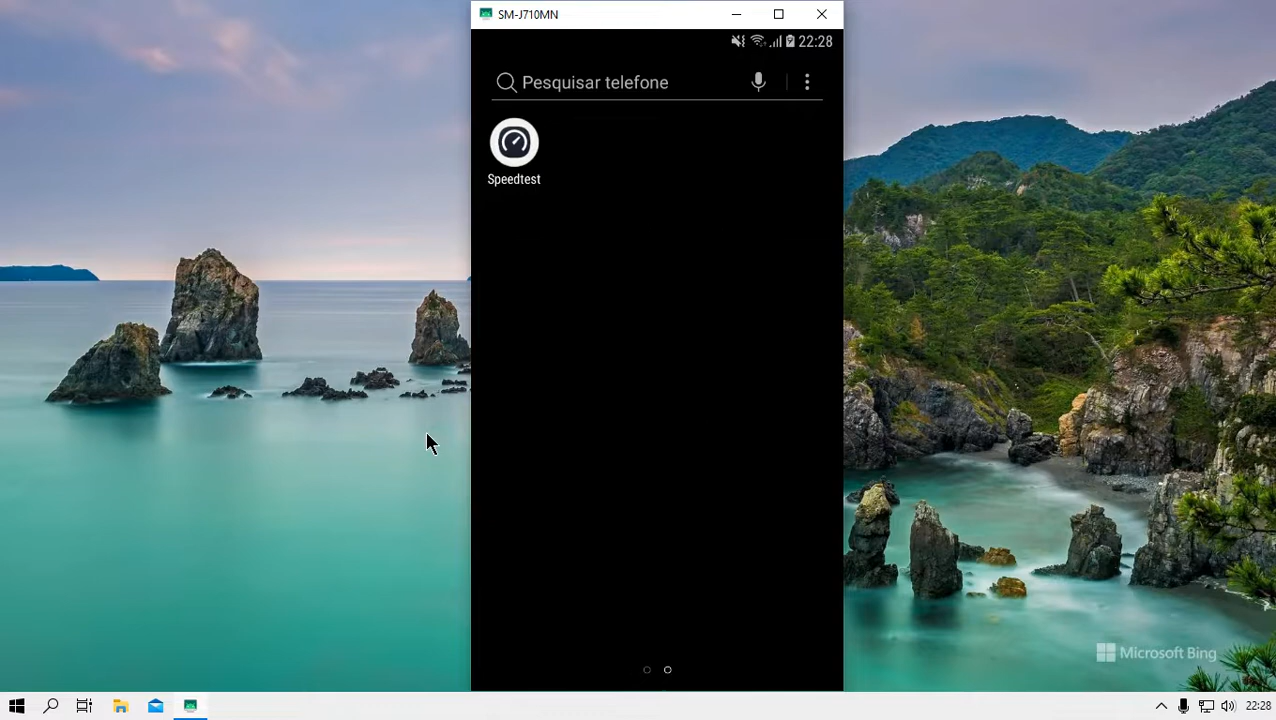 SM-J710MN
22:28
Pesquisar telefone
Speedtest
Microsoft Bing
22:28